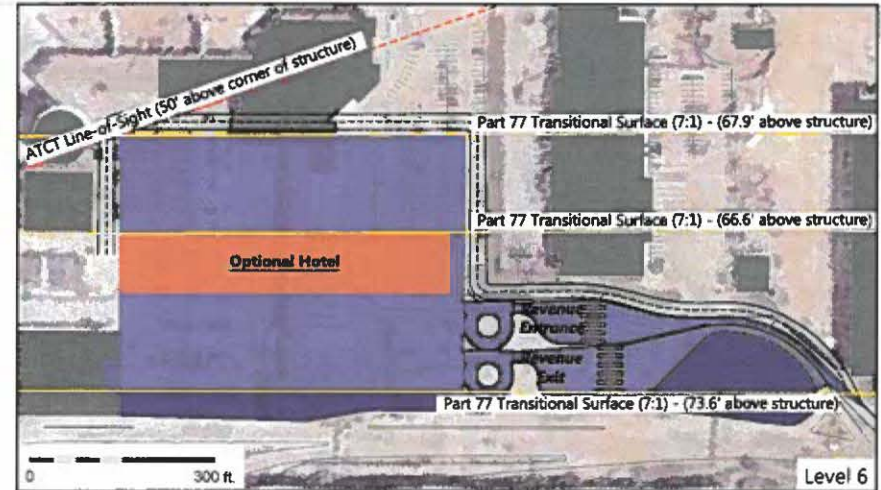 ATCT Line-of-Sight (50' above corner of structure)
Part 77 Transitional Surface (7:1) - (67.9' above structure)
Part 77 Transitional Surface (7:1) - (66.6' above structure)
Optional Hotel
Revenue
Entrance
Revenue
Exit
Part 77 Transitional Surface (7:1) - (73.6' above structure)
0
300 ft.
Level 6